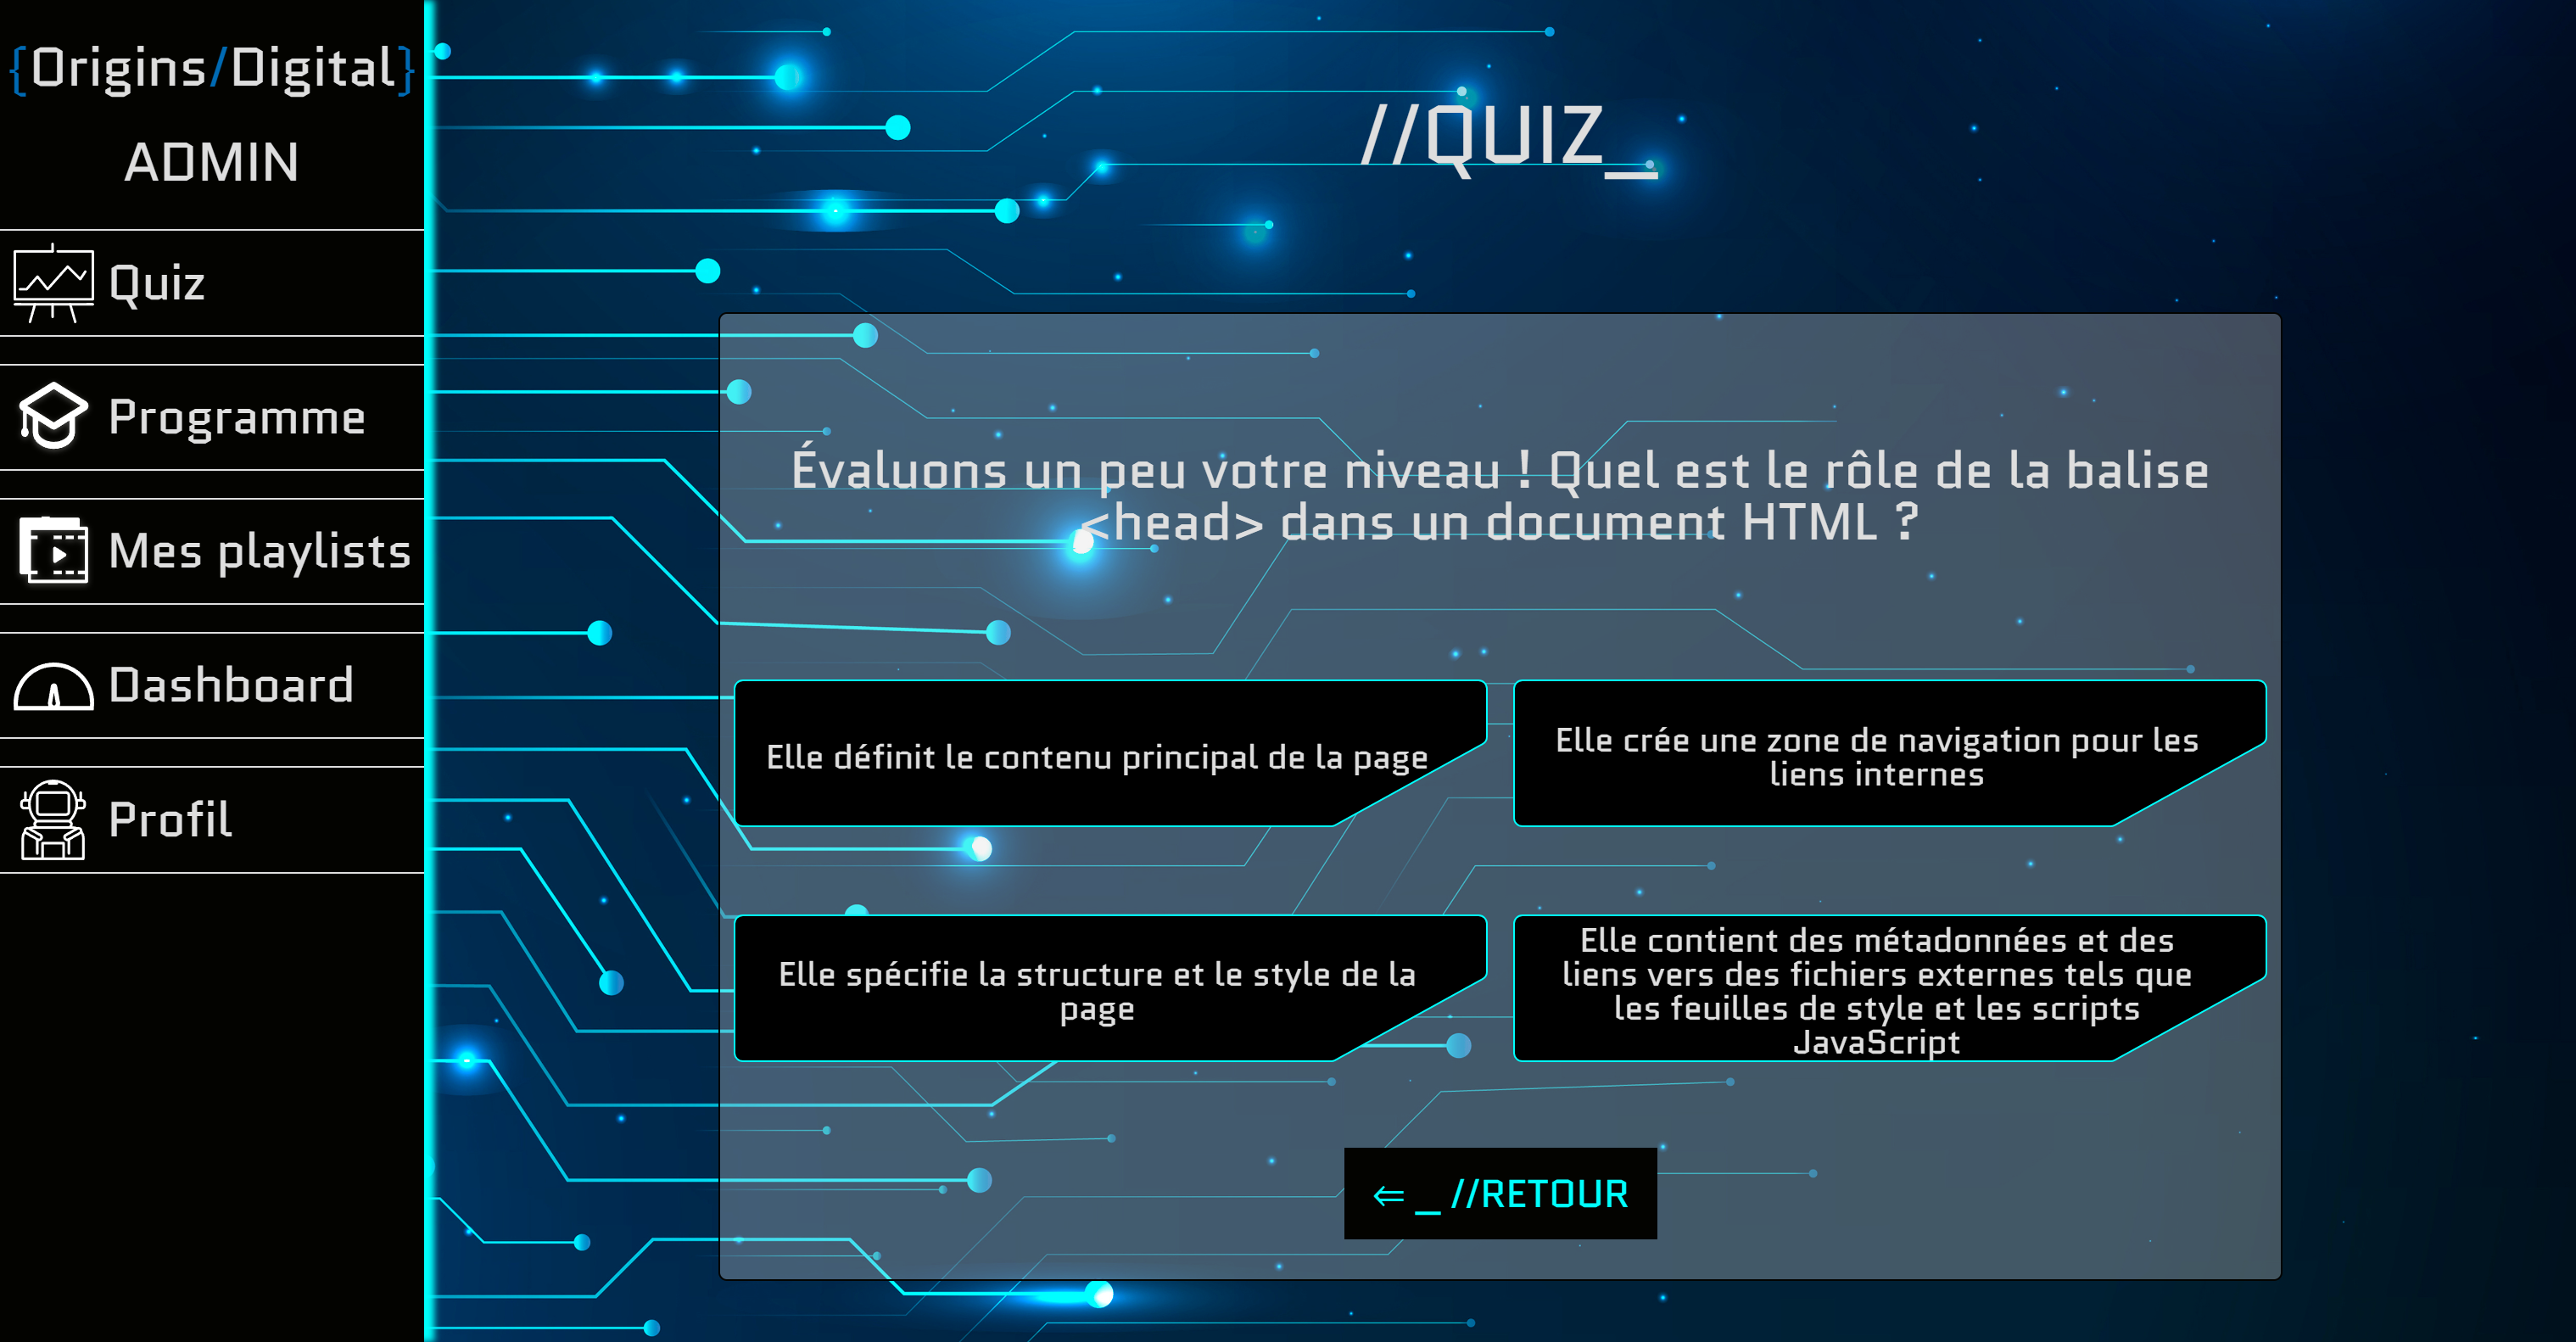 {Origins/Digital}
ADMIN
Quiz
Programme
Mes playlists
Dashboard
Profil
//QUIZ_
Évaluons un peu votre niveau ! Quel est le rôle de la balise
<head> dans un document HTML ?
Elle définit le contenu principal de la page
Elle crée une zone de navigation pour les
liens internes
Elle spécifie la structure et le style de la
page
Elle contient des métadonnées et des
liens vers des fichiers externes tels que
les feuilles de style et les scripts
JavaScript
⇐ _ //RETOUR